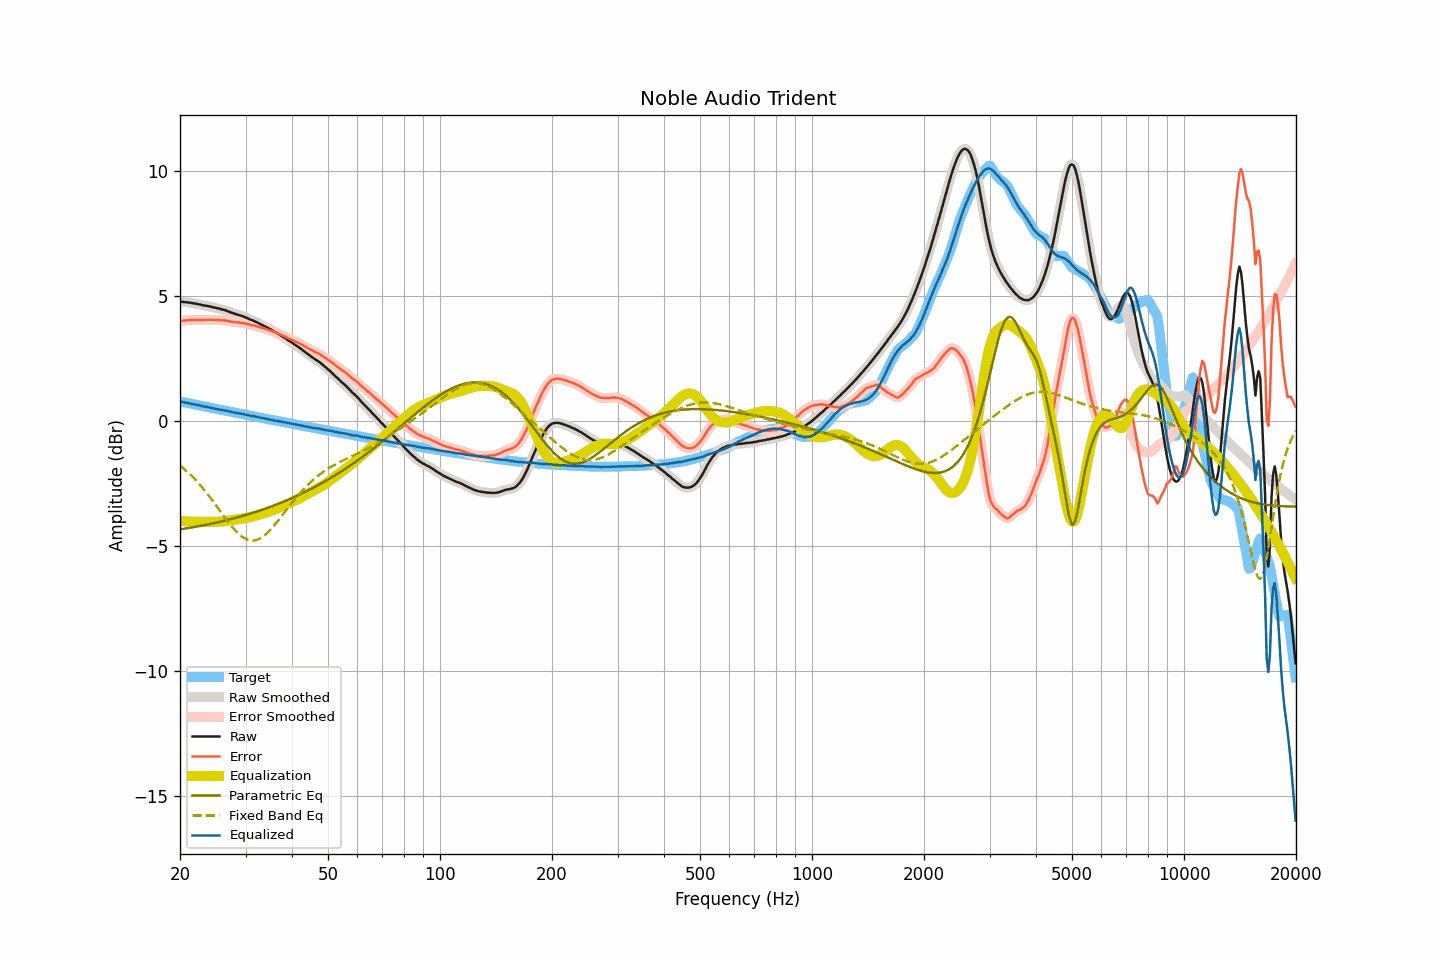 Noble Audio Trident
Amplitude (dBr)
10
5
0
−5
−10
−15
Target
Raw Smoothed
Error Smoothed
Raw
Error
Equalization
Parametric Eq
Fixed Band Eq
Equalized
20 50 100 200 500 1000 2000 5000 10000 20000
Frequency (Hz)